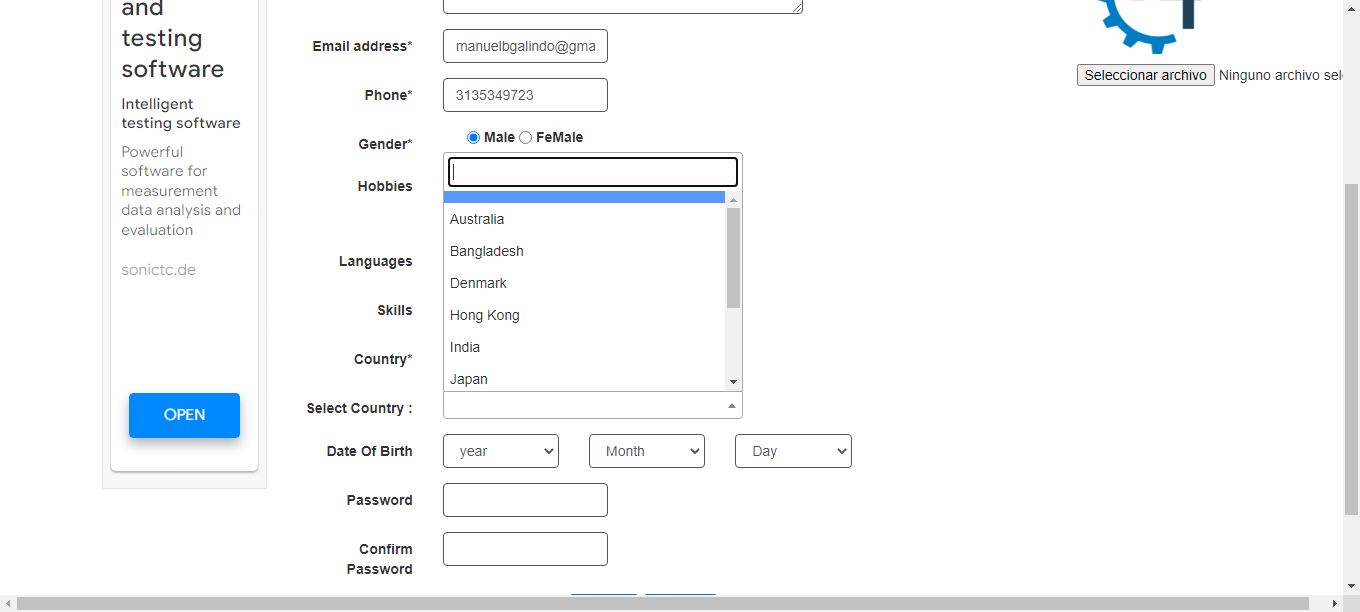 and
testing
software
Intelligent
testing software
Powerful
software for
measurement
data analysis and
evaluation
sonictc.de
OPEN
Email address*
manuelbgalindo@gma
Phone*
3135349723
Gender*
Male FeMale
Hobbies
Australia
Bangladesh
Denmark
Hong Kong
India
Japan
Languages
Skills
Country*
Select Country :
Date Of Birth
year Month Day
Password
Confirm
Password
Seleccionar archivo Ninguno archivo sel